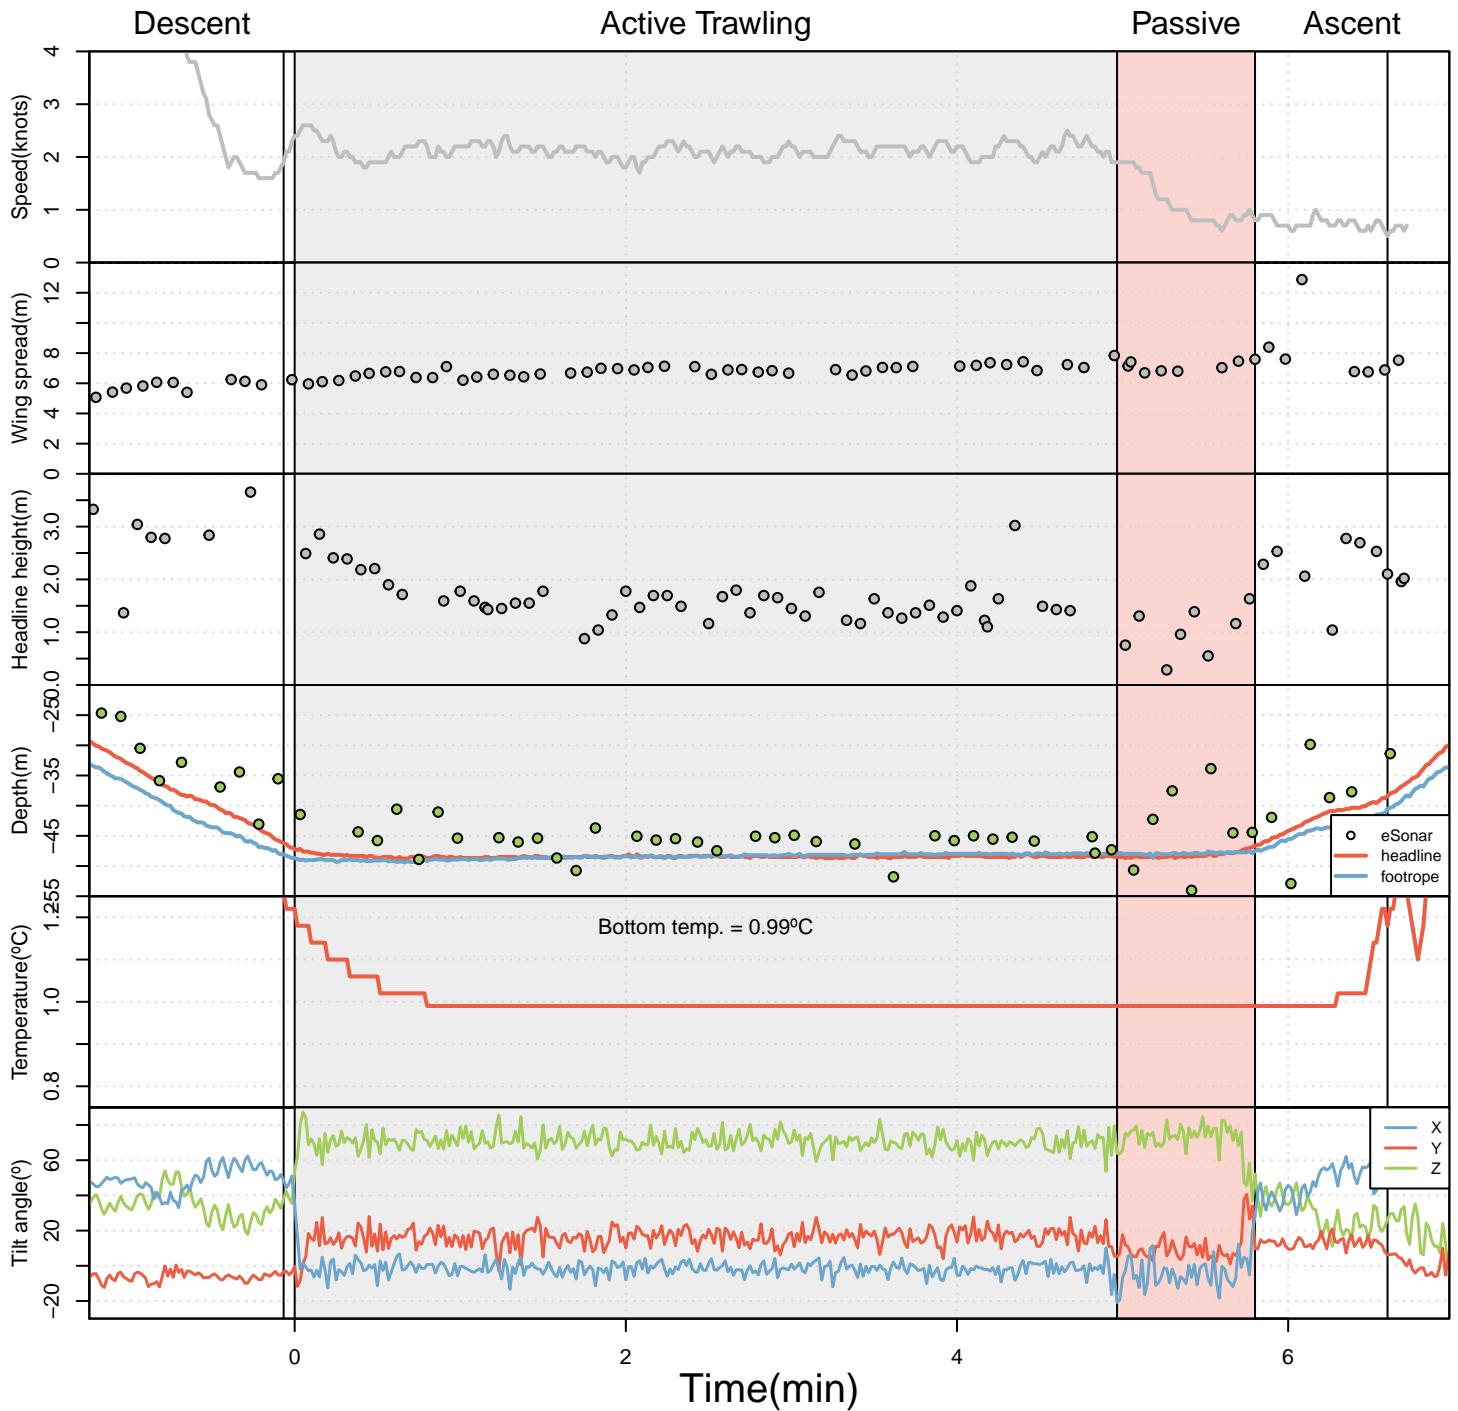 Descent Active Trawling Passive Ascent
Speed(knots)
4
3
2
1
0
Wing spread(m)
12
8
6
4
2
0
Headline height(m)
3.0
2.0
1.0
0.0
Depth(m)
−25
−35
−45
−55
eSonar
headline
footrope
Temperature(ºC)
1.2
1.0
0.8
Bottom temp. = 0.99ºC
Tilt angle(º)
60
20
−20
X
Y
Z
0 2 4 6
Time(min)